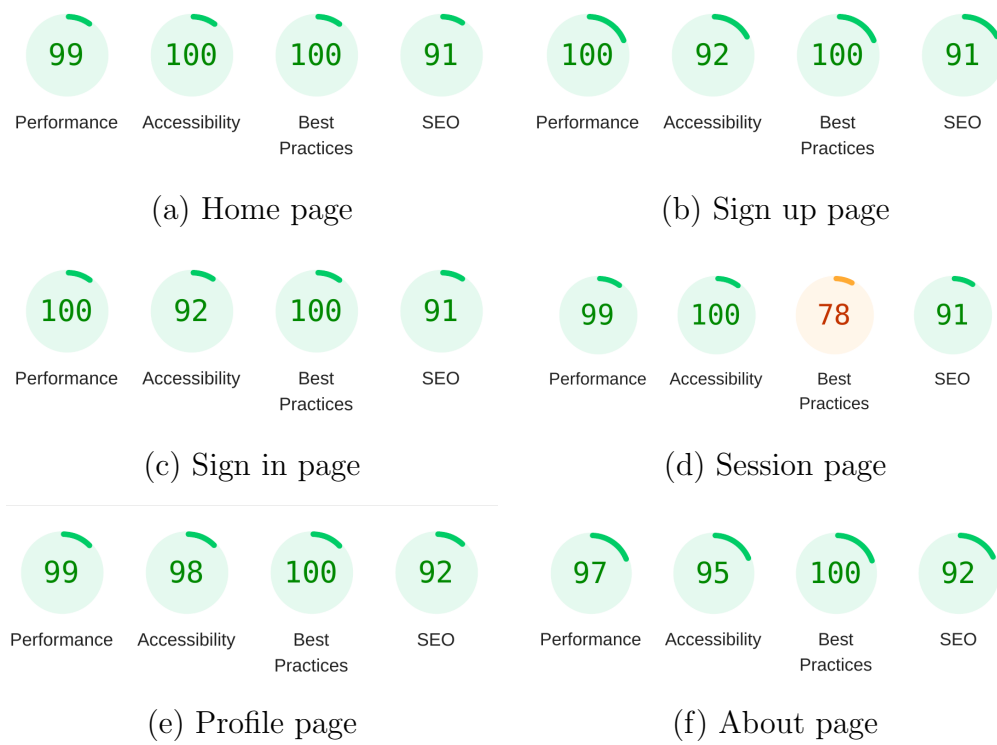 99 100 100 91
Performance Accessibility Best SEO
Practices
(a) Home page
100 92 100 91
Performance Accessibility Best SEO
Practices
(b) Sign up page
100 92 100 91
Performance Accessibility Best SEO
Practices
(c) Sign in page
99 100 78 91
Performance Accessibility Best SEO
Practices
(d) Session page
99 98 100 92
Performance Accessibility Best SEO
Practices
(e) Profile page
97 95 100 92
Performance Accessibility Best SEO
Practices
(f) About page